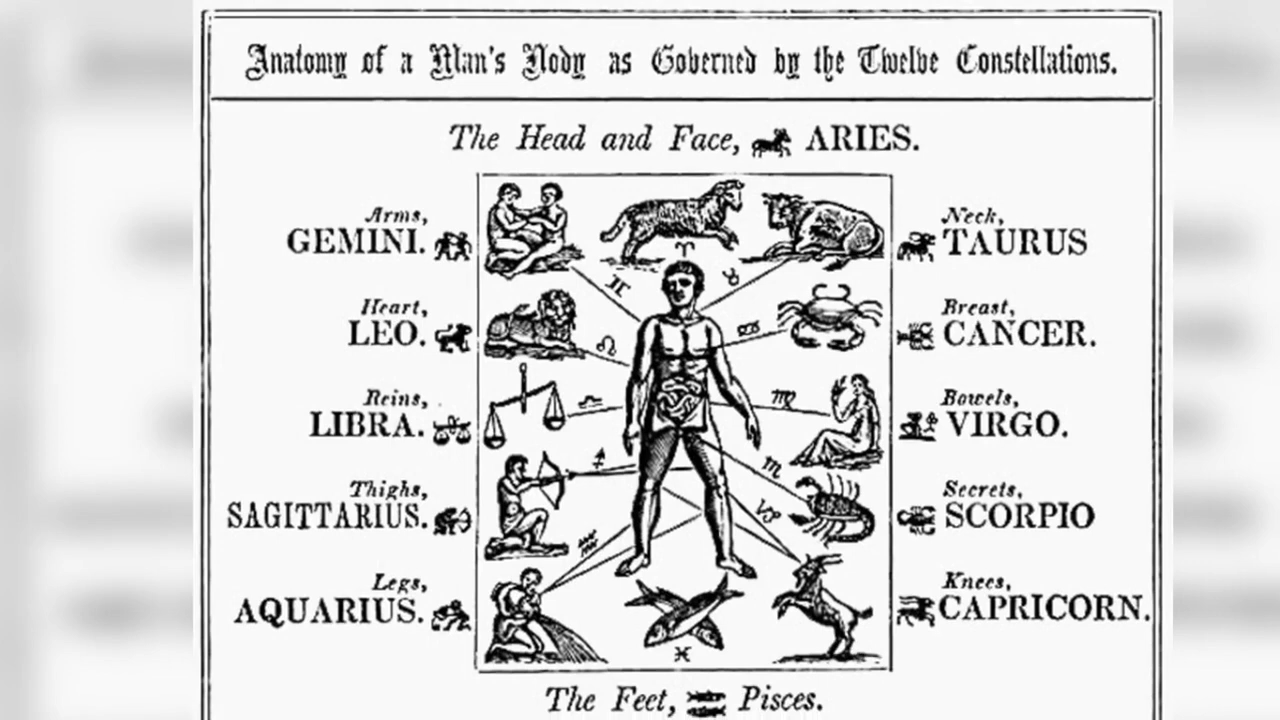 Anatomy of a Man's Body as Governed by the Twelve Constellations.
The Head and Face, ARIES.
Arms,
GEMINI.
Neck,
TAURUS
Heart,
LEO.
Breast,
CANCER.
Reins,
LIBRA.
Bowels,
VIRGO.
Thighs,
SAGITTARIUS.
Secrets,
SCORPIO
Legs,
AQUARIUS.
Knees,
CAPRICORN.
The Feet, Pisces.